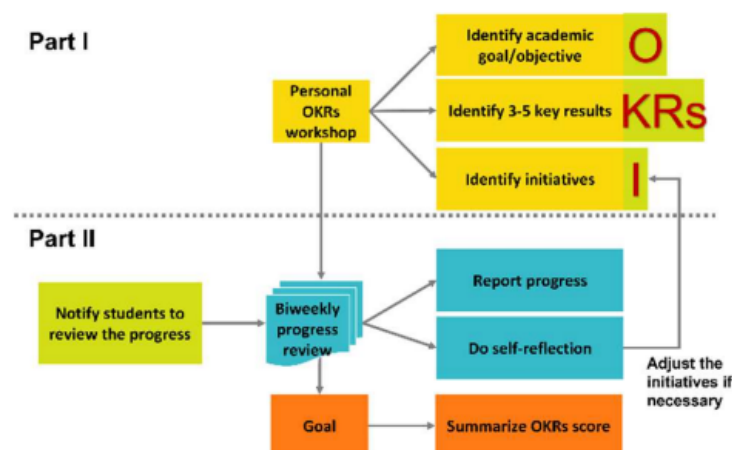 Part I
Personal
OKRs
workshop
Identify academic
goal/objective
O
Identify 3-5 key results
KRs
Identify initiatives
I
Part II
Notify students to
review the progress
Biweekly
progress
review
Report progress
Do self-reflection
Adjust the
initiatives if
necessary
Goal
Summarize OKRs score